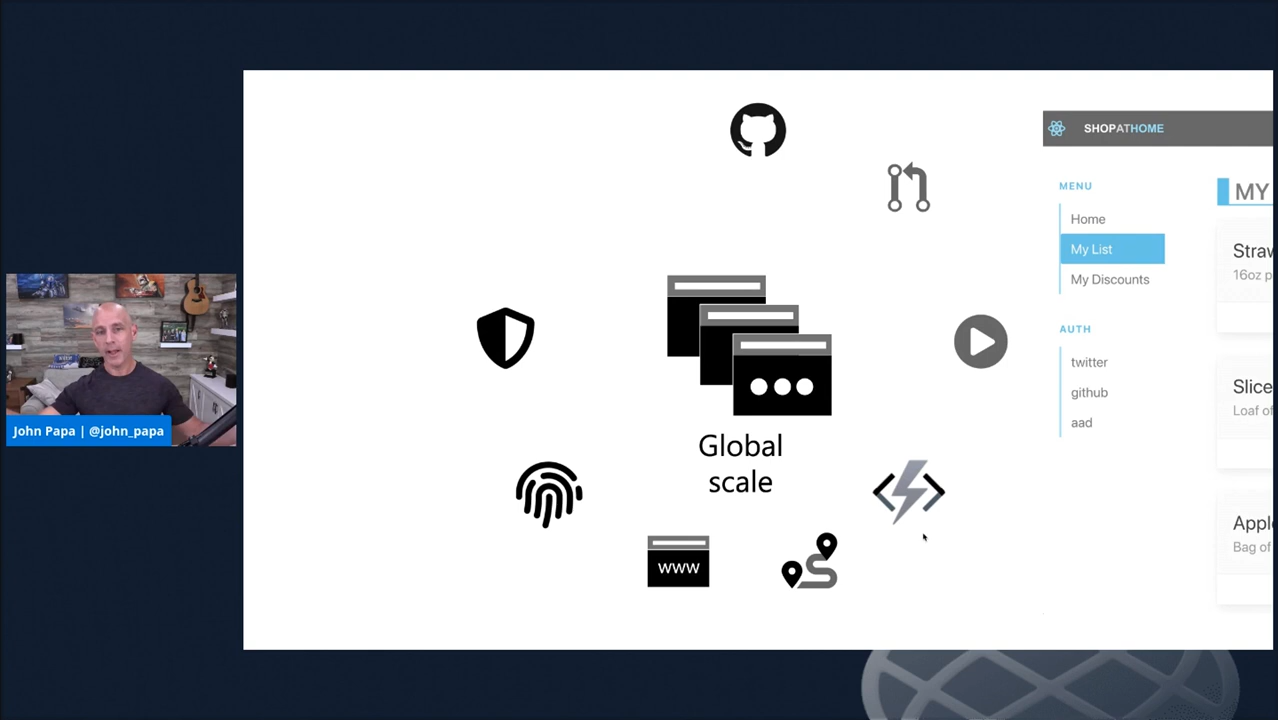 SHOPATHOME
MENU
MY
Home
My List
Straw
16oz p
My Discounts
AUTH
twitter
Slice
github
Loaf of
aad
John Papa | @john_papa
Global
scale
Apple
Bag of
www